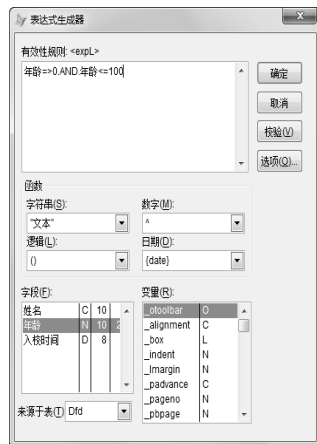 表达式生成器
有效性规则: <expL>
年龄=>0.AND.年龄<=100
确定
取消
校验(V)
选项(O)...
函数
字符串(S):
数字(M):
"文本"
^
逻辑(L):
日期(D):
()
{date}
字段(F):
变量(R):
姓名 C 10
年龄 N 10 2
入校时间 D 8
_otoolbar O
_alignment C
_box L
_indent N
_lmargin N
_padvance C
_pageno N
_pbpage N
来源于表(T) Dfd